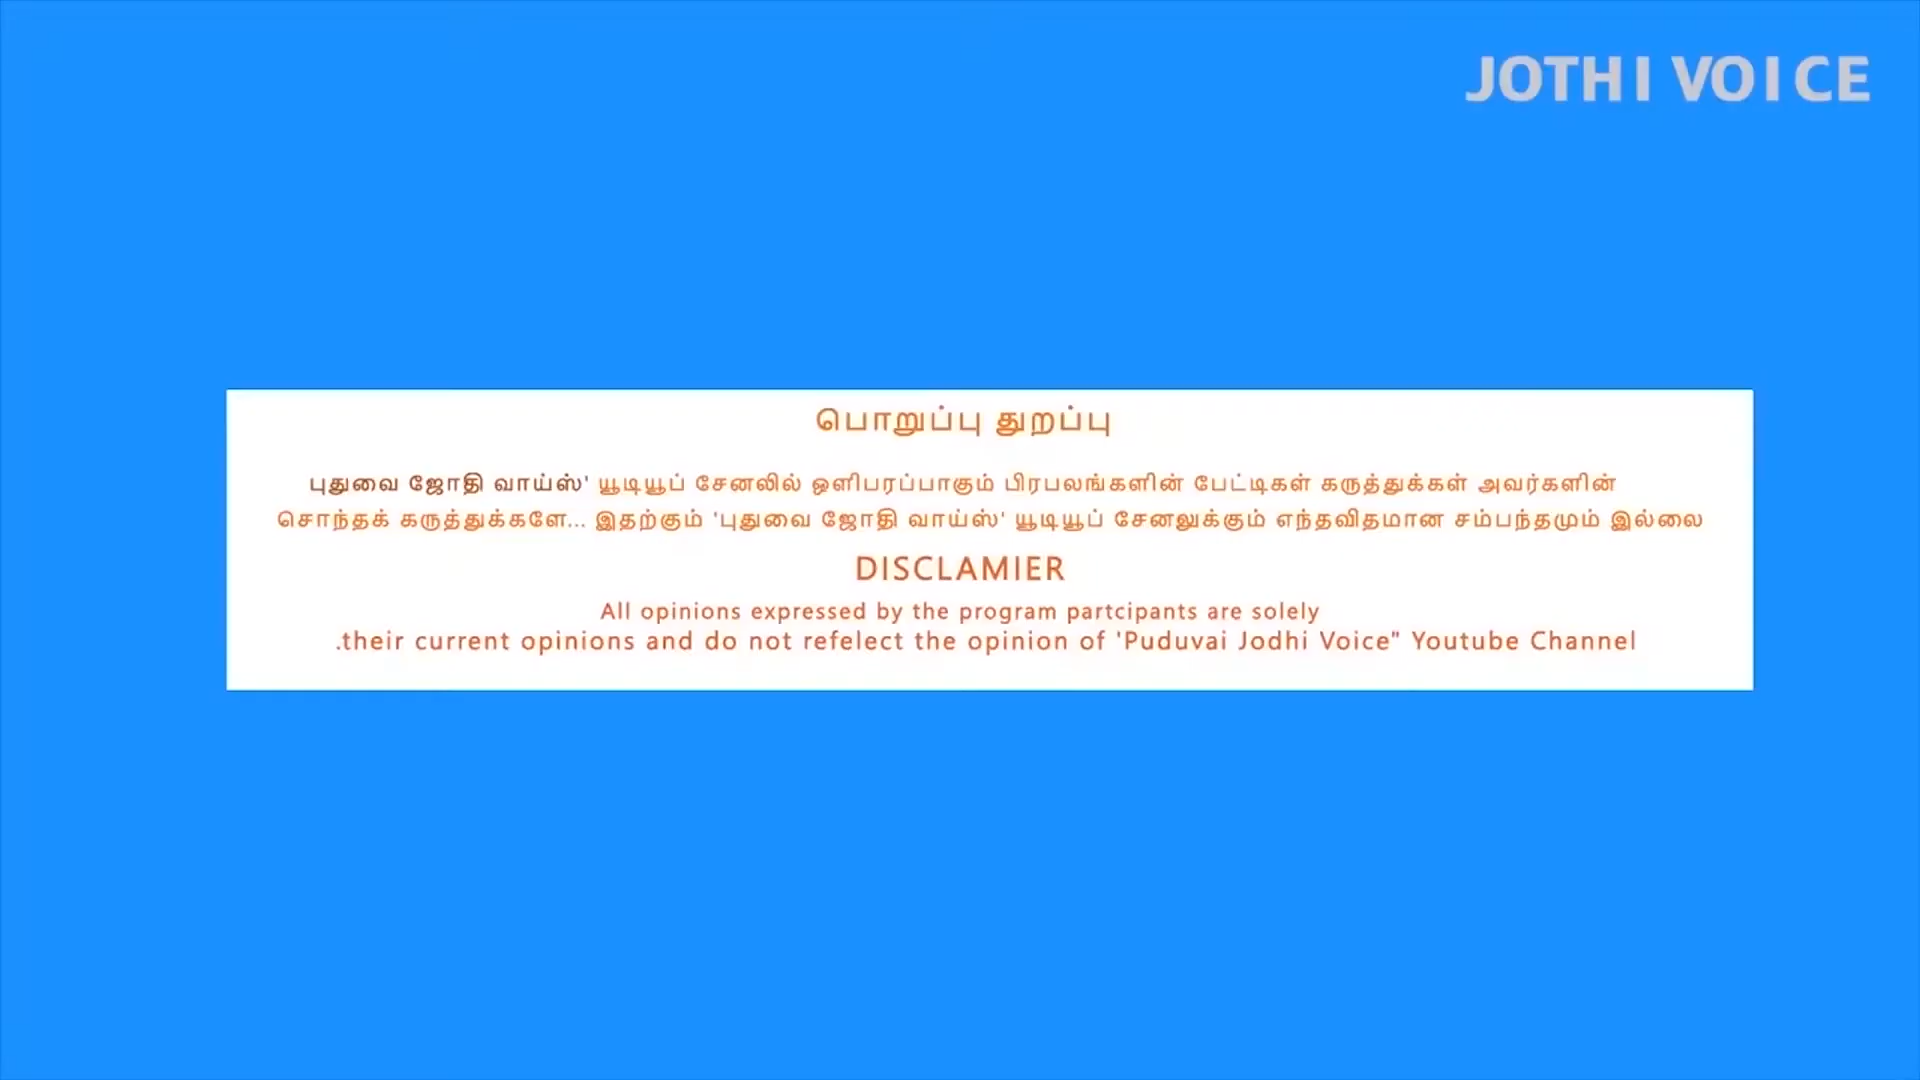 JOTHI VOICE
பொறுப்பு துறப்பு
புதுவை ஜோதி வாய்ஸ்' யூடியூப் சேனலில் ஒளிபரப்பாகும் பிரபலங்களின் பேட்டிகள் கருத்துக்கள் அவர்களின்
சொந்தக் கருத்துக்களே... இதற்கும் 'புதுவை ஜோதி வாய்ஸ்' யூடியூப் சேனலுக்கும் எந்தவிதமான சம்பந்தமும் இல்லை
DISCLAMIER
All opinions expressed by the program partcipants are solely
.their current opinions and do not refelect the opinion of 'Puduvai Jodhi Voice" Youtube Channel